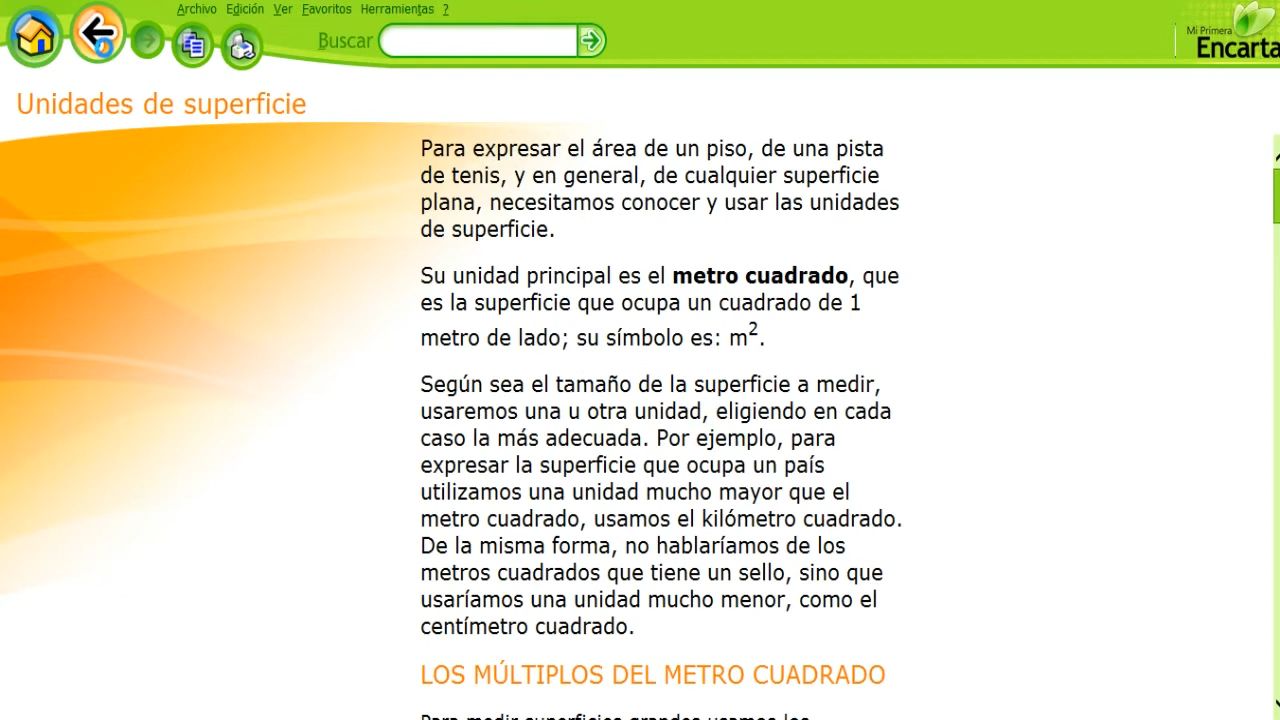 Archivo Edición Ver Favoritos Herramientas ?
Buscar
Mi Primera
Encarta
Unidades de superficie
Para expresar el área de un piso, de una pista
de tenis, y en general, de cualquier superficie
plana, necesitamos conocer y usar las unidades
de superficie.
Su unidad principal es el metro cuadrado, que
es la superficie que ocupa un cuadrado de 1
metro de lado; su símbolo es: m².
Según sea el tamaño de la superficie a medir,
usaremos una u otra unidad, eligiendo en cada
caso la más adecuada. Por ejemplo, para
expresar la superficie que ocupa un país
utilizamos una unidad mucho mayor que el
metro cuadrado, usamos el kilómetro cuadrado.
De la misma forma, no hablaríamos de los
metros cuadrados que tiene un sello, sino que
usaríamos una unidad mucho menor, como el
centímetro cuadrado.
LOS MÚLTIPLOS DEL METRO CUADRADO
Para medir superficies grandes usamos los